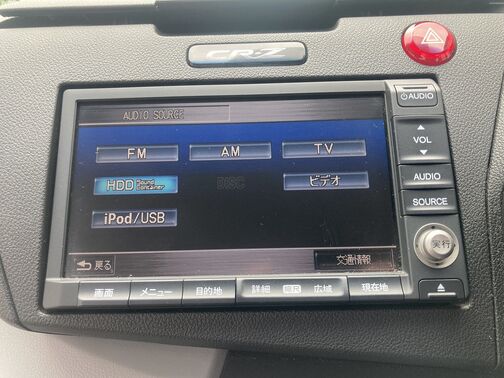 CR-Z
AUDIO SOURCE
FM
AM
TV
HDD Sound Container
DISC
ビデオ
iPod/USB
戻る
交通情報
AUDIO
VOL
AUDIO
SOURCE
実行
画面
メニュー
目的地
詳細
広域
現在地